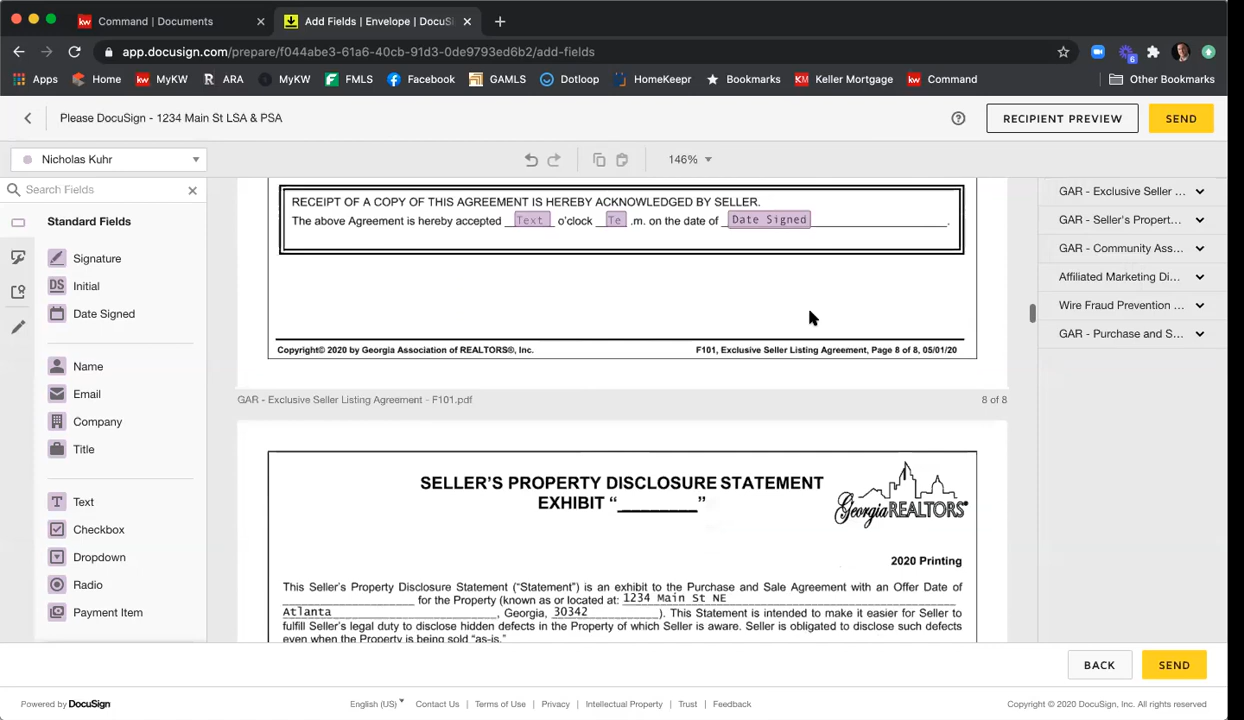 Command | Documents
Add Fields | Envelope | DocuSi
app.docusign.com/prepare/f044abe3-61a6-40cb-91d3-0de9793ed6b2/add-fields
Apps Home MyKW ARA MyKW FMLS Facebook GAMLS Dotloop HomeKeepr Bookmarks Keller Mortgage Command Other Bookmarks
Please DocuSign - 1234 Main St LSA & PSA
RECIPIENT PREVIEW
SEND
Nicholas Kuhr
146%
Search Fields
Standard Fields
Signature
DS Initial
Date Signed
Name
Email
Company
Title
Text
Checkbox
Dropdown
Radio
Payment Item
RECEIPT OF A COPY OF THIS AGREEMENT IS HEREBY ACKNOWLEDGED BY SELLER.
The above Agreement is hereby accepted Text o'clock Te .m. on the date of Date Signed .
Copyright© 2020 by Georgia Association of REALTORS®, Inc. F101, Exclusive Seller Listing Agreement, Page 8 of 8, 05/01/20
GAR - Exclusive Seller Listing Agreement - F101.pdf 8 of 8
SELLER'S PROPERTY DISCLOSURE STATEMENT
EXHIBIT "________"
Georgia REALTORS®
2020 Printing
This Seller's Property Disclosure Statement ("Statement") is an exhibit to the Purchase and Sale Agreement with an Offer Date of
____________________ for the Property (known as or located at: 1234 Main St NE
Atlanta , Georgia, 30342 ). This Statement is intended to make it easier for Seller to
fulfill Seller's legal duty to disclose hidden defects in the Property of which Seller is aware. Seller is obligated to disclose such defects
even when the Property is being sold "as-is."
GAR - Exclusive Seller ...
GAR - Seller's Propert...
GAR - Community Ass...
Affiliated Marketing Di...
Wire Fraud Prevention ...
GAR - Purchase and S...
BACK
SEND
Powered by DocuSign
English (US) Contact Us | Terms of Use | Privacy | Intellectual Property | Trust | Feedback
Copyright © 2020 DocuSign, Inc. All rights reserved